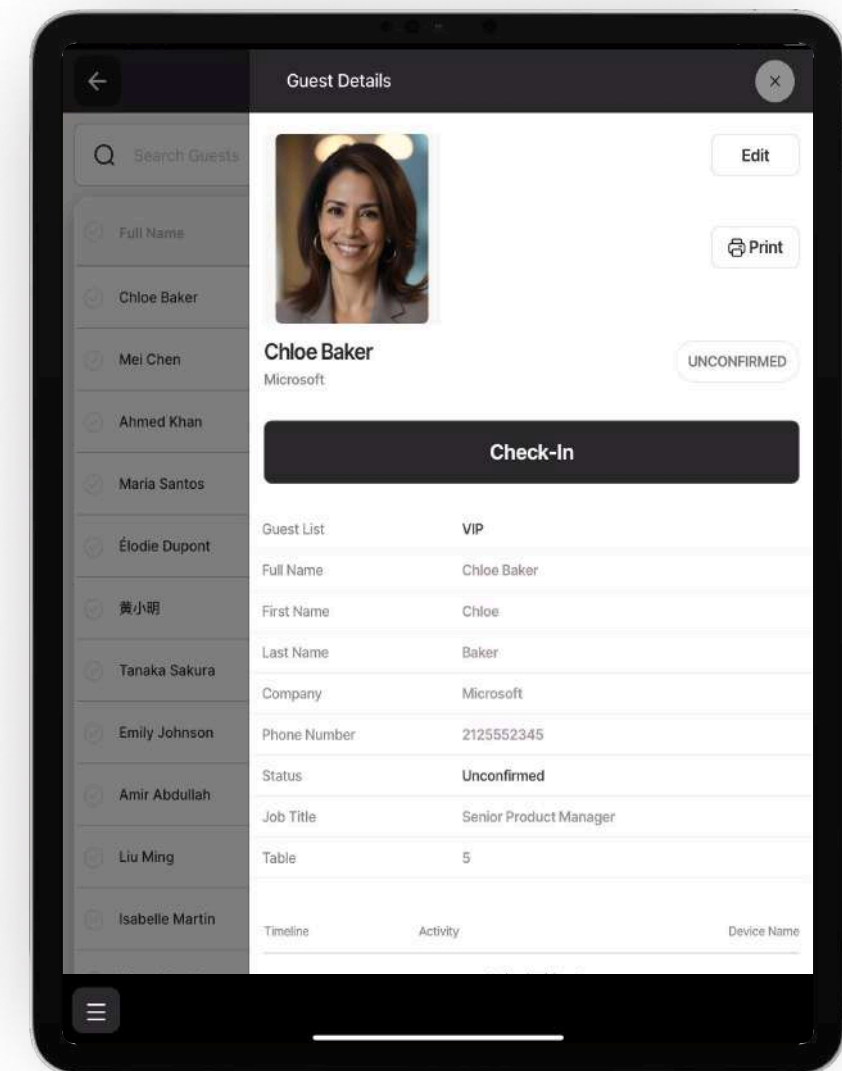 Guest Details
Search Guests
Edit
Full Name
Print
Chloe Baker
Mei Chen
Ahmed Khan
Maria Santos
Élodie Dupont
黄小明
Tanaka Sakura
Emily Johnson
Amir Abdullah
Liu Ming
Isabelle Martin
Chloe Baker
UNCONFIRMED
Microsoft
Check-In
Guest List VIP
Full Name Chloe Baker
First Name Chloe
Last Name Baker
Company Microsoft
Phone Number 2125552345
Status Unconfirmed
Job Title Senior Product Manager
Table 5
Timeline Activity Device Name